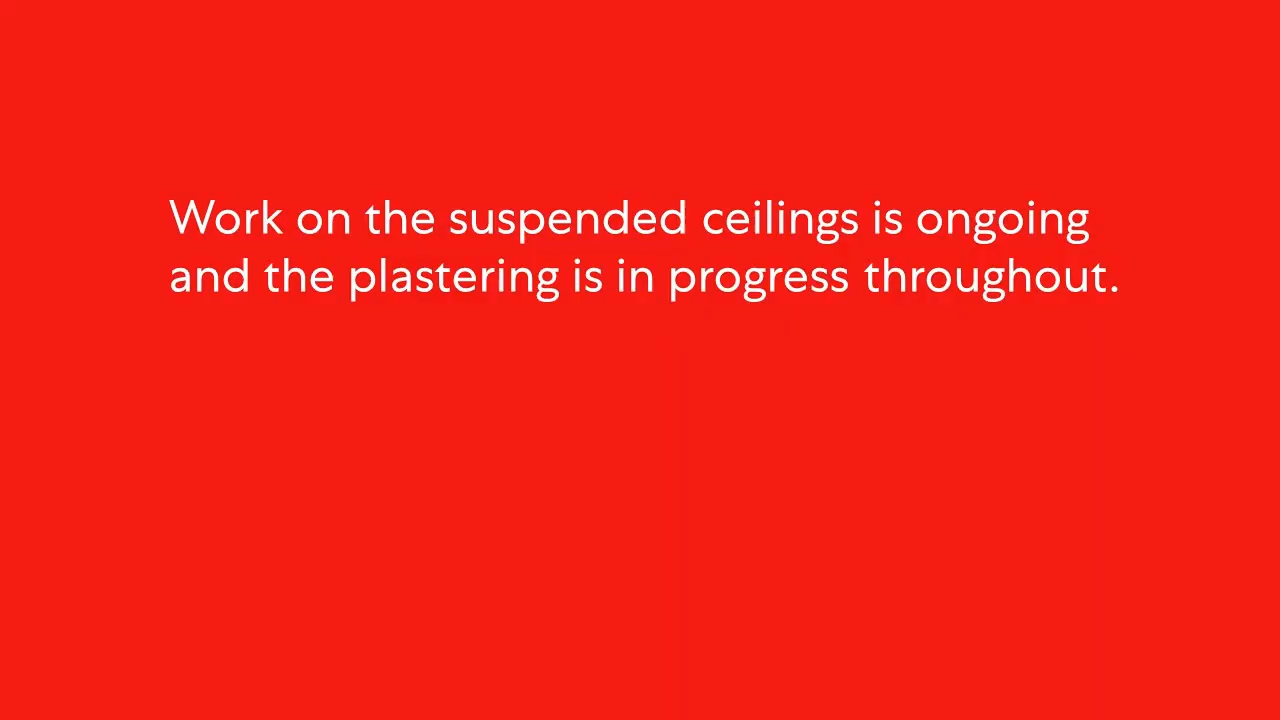 Work on the suspended ceilings is ongoing
and the plastering is in progress throughout.